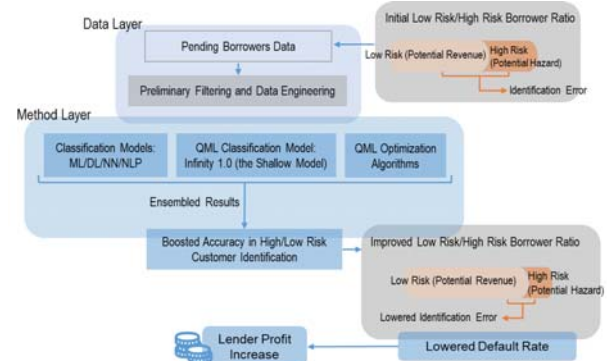 Data Layer
Pending Borrowers Data
Preliminary Filtering and Data Engineering
Initial Low Risk/High Risk Borrower Ratio
Low Risk (Potential Revenue)
High Risk
(Potential Hazard)
Identification Error
Method Layer
Classification Models:
ML/DL/NN/NLP
QML Classification Model:
Infinity 1.0 (the Shallow Model)
QML Optimization
Algorithms
Ensembled Results
Boosted Accuracy in High/Low Risk
Customer Identification
Improved Low Risk/High Risk Borrower Ratio
Low Risk (Potential Revenue)
High Risk
(Potential Hazard)
Lowered Identification Error
Lender Profit
Increase
Lowered Default Rate